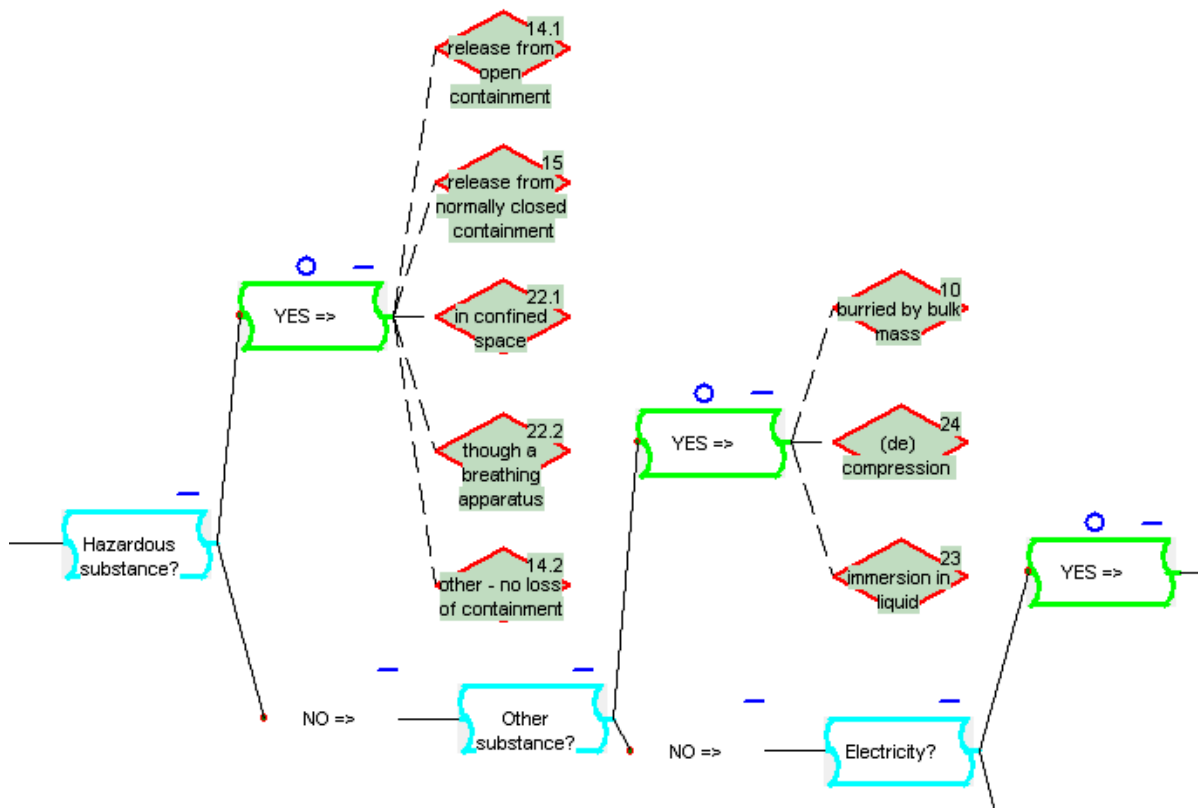 14.1
release from
open
containment
15
release from
normally closed
containment
YES =>
22.1
in confined
space
10
burried by bulk
mass
22.2
though a
breathing
apparatus
YES =>
24
(de)
compression
Hazardous
substance?
14.2
other - no loss
of containment
23
immersion in
liquid
YES =>
NO =>
Other
substance?
NO =>
Electricity?